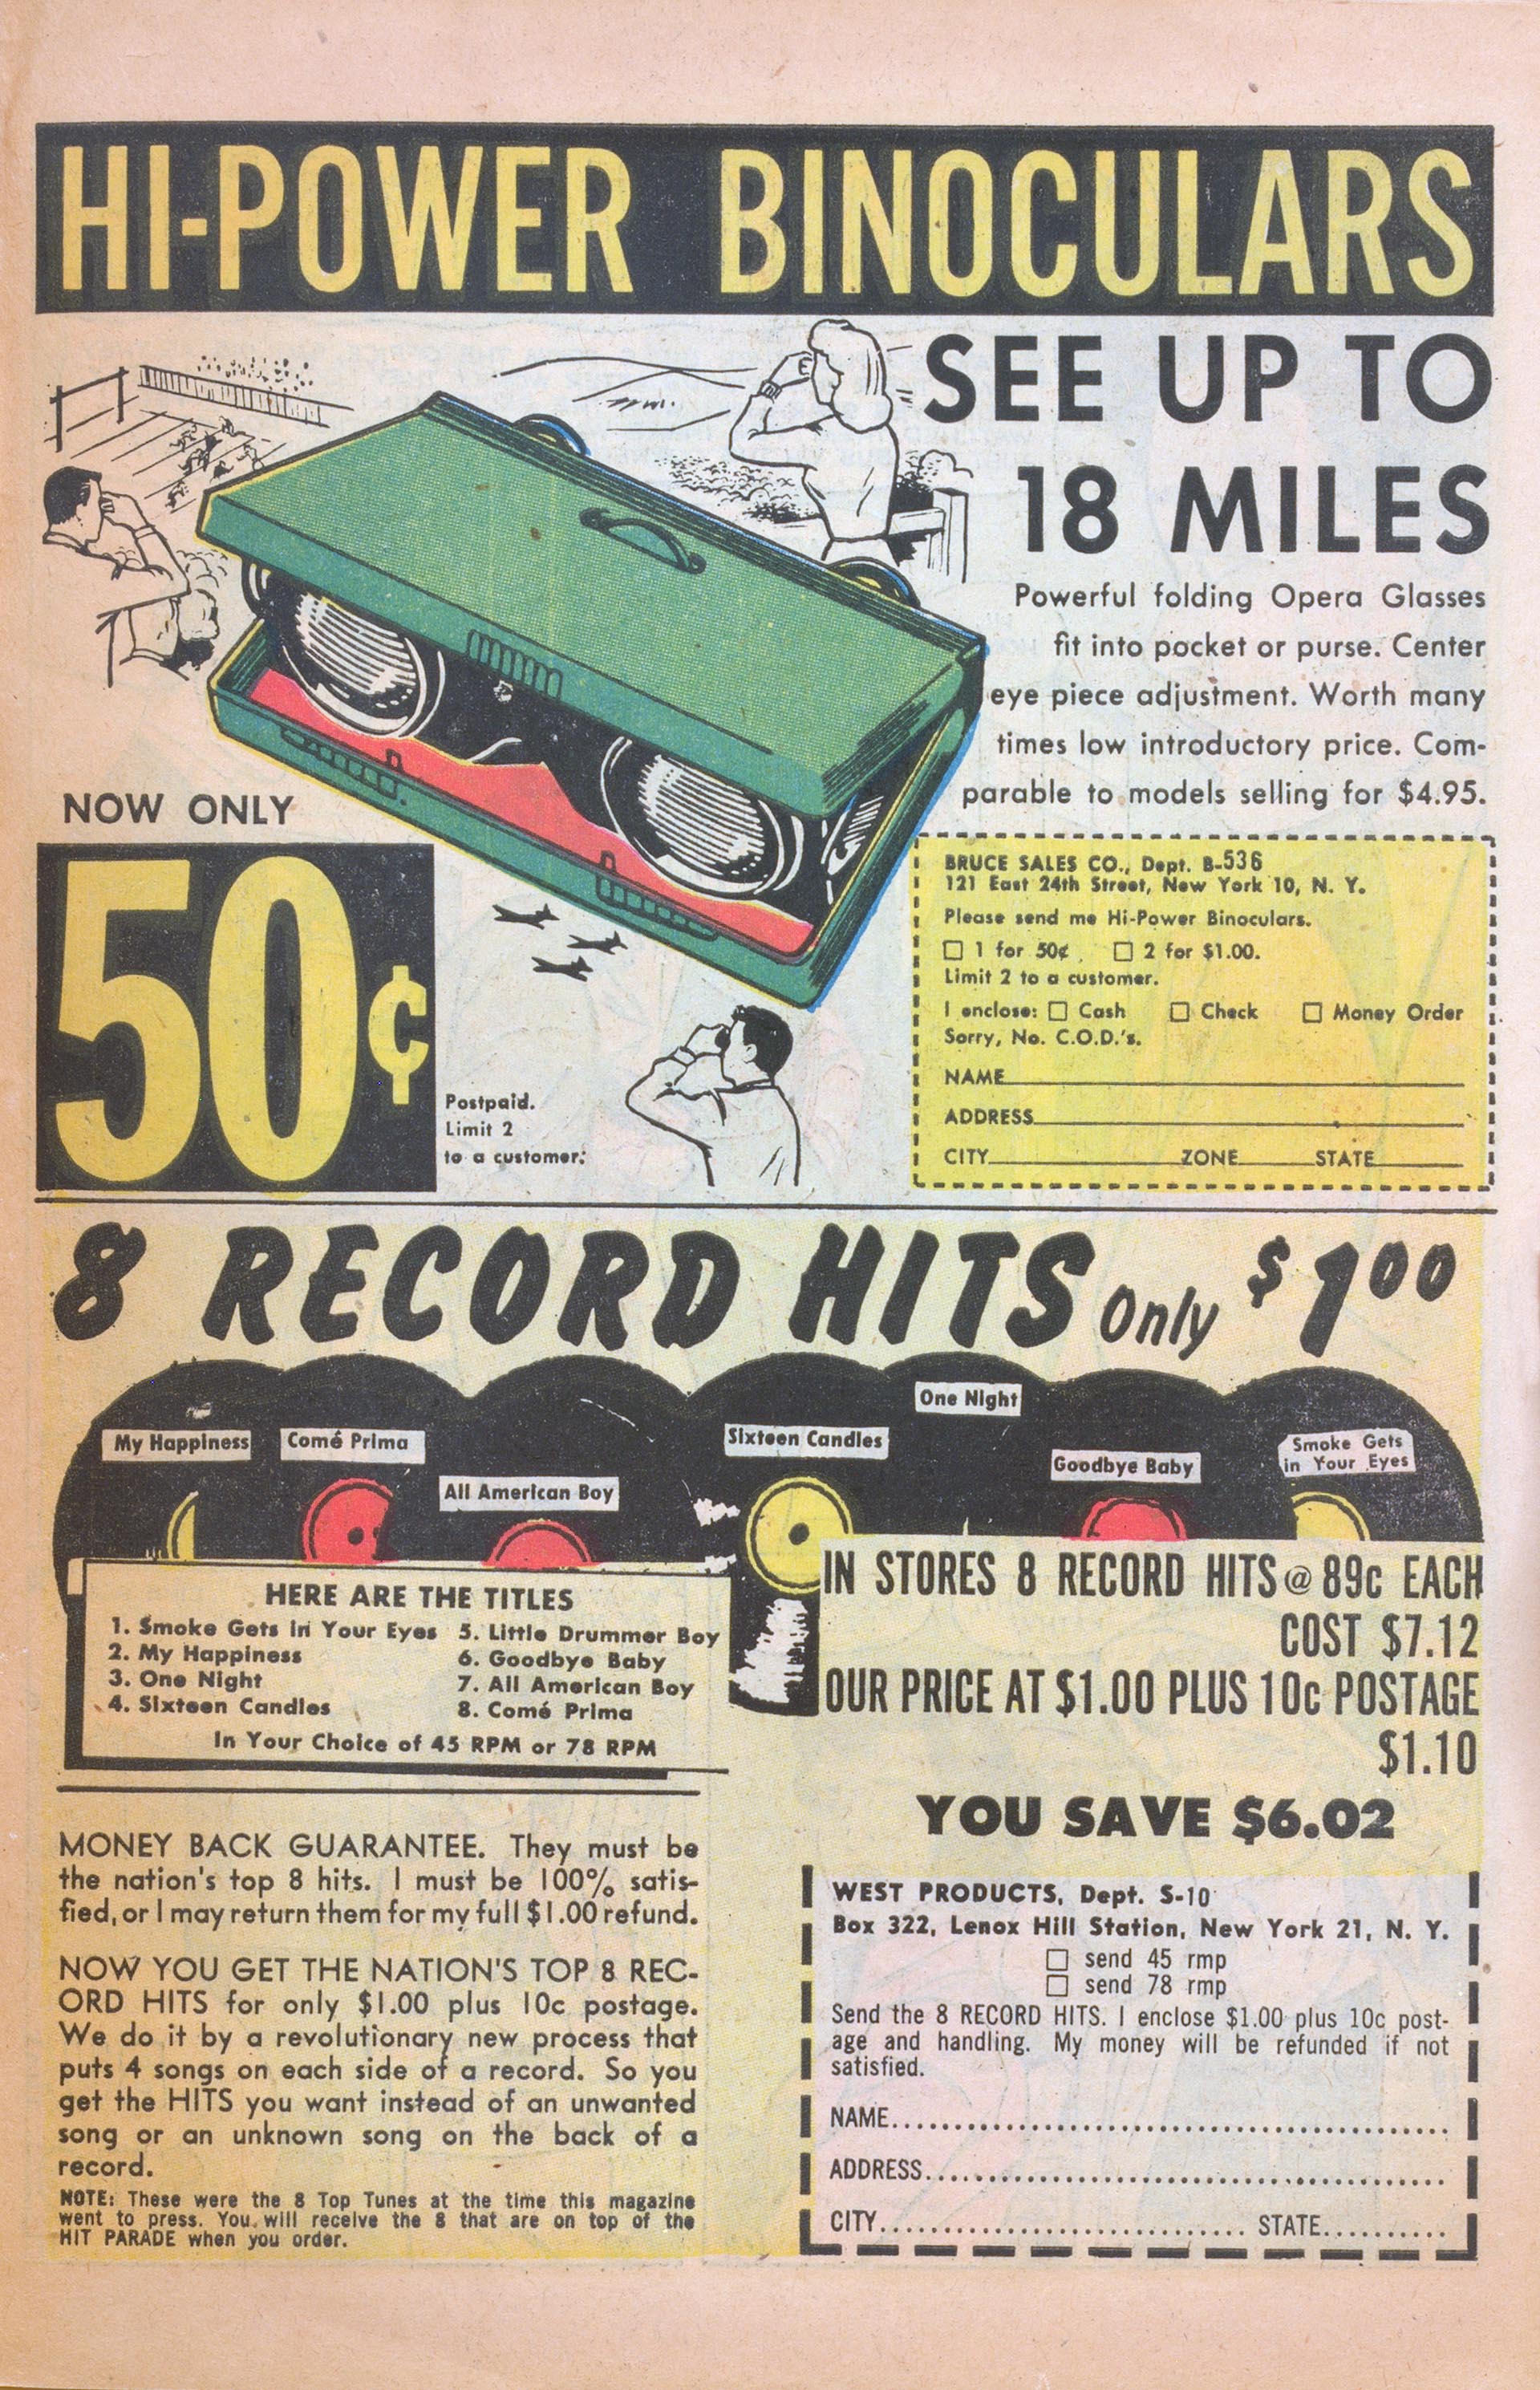 HI-POWER BINOCULARS
SEE UP TO
18 MILES
Powerful folding Opera Glasses
fit into pocket or purse. Center
eye piece adjustment. Worth many
times low introductory price. Com-
parable to models selling for $4.95.
NOW ONLY
50¢
Postpaid.
Limit 2
to a customer.
BRUCE SALES CO., Dept. B-536
121 East 24th Street, New York 10, N. Y.
Please send me Hi-Power Binoculars.
☐ 1 for 50¢. ☐ 2 for $1.00.
Limit 2 to a customer.
I enclose: ☐ Cash ☐ Check ☐ Money Order
Sorry, No. C.O.D.'s.
NAME
ADDRESS
CITY ZONE STATE
8 RECORD HITS Only $1.00
My Happiness
Comé Prima
All American Boy
Sixteen Candles
One Night
Goodbye Baby
Smoke Gets
in Your Eyes
HERE ARE THE TITLES
1. Smoke Gets in Your Eyes 5. Little Drummer Boy
2. My Happiness 6. Goodbye Baby
3. One Night 7. All American Boy
4. Sixteen Candles 8. Comé Prima
In Your Choice of 45 RPM or 78 RPM
IN STORES 8 RECORD HITS @ 89c EACH
COST $7.12
OUR PRICE AT $1.00 PLUS 10c POSTAGE
$1.10
YOU SAVE $6.02
MONEY BACK GUARANTEE. They must be
the nation's top 8 hits. I must be 100% satis-
fied, or I may return them for my full $1.00 refund.
NOW YOU GET THE NATION'S TOP 8 REC-
ORD HITS for only $1.00 plus 10c postage.
We do it by a revolutionary new process that
puts 4 songs on each side of a record. So you
get the HITS you want instead of an unwanted
song or an unknown song on the back of a
record.
NOTE: These were the 8 Top Tunes at the time this magazine
went to press. You will receive the 8 that are on top of the
HIT PARADE when you order.
WEST PRODUCTS, Dept. S-10
Box 322, Lenox Hill Station, New York 21, N. Y.
☐ send 45 rmp
☐ send 78 rmp
Send the 8 RECORD HITS. I enclose $1.00 plus 10c post-
age and handling. My money will be refunded if not
satisfied.
NAME
ADDRESS
CITY STATE